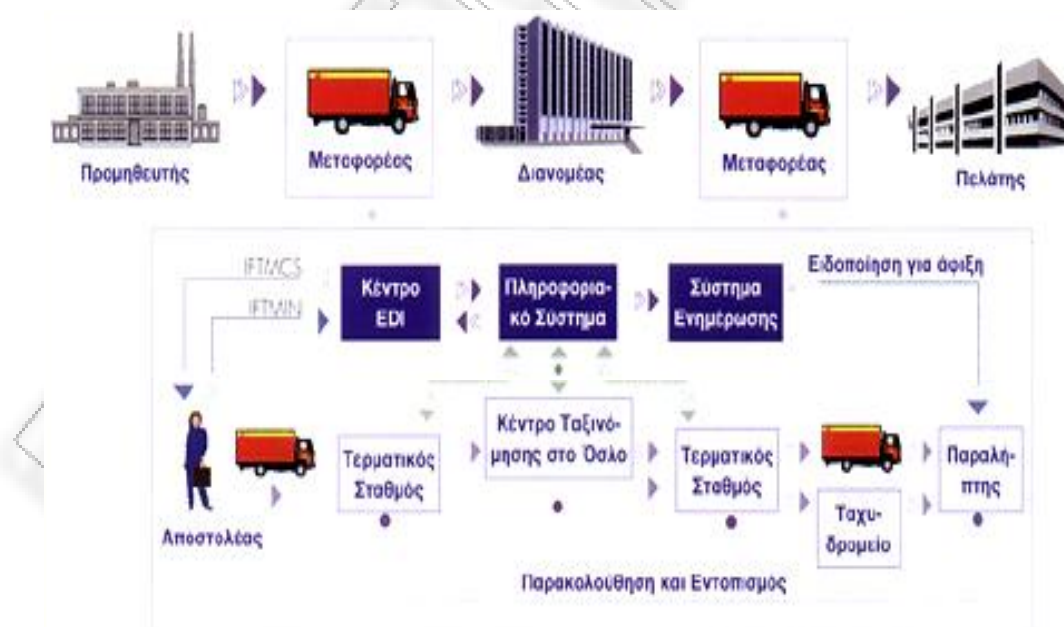 Προμηθευτής
Μεταφορέας
Διανομέας
Μεταφορέας
Πελάτης
IFTMCS
IFTMIN
Κέντρο
EDI
Πληροφορια-
κό Σύστημα
Σύστημα
Ενημέρωσης
Ειδοποίηση για άφιξη
Αποστολέας
Τερματικός
Σταθμός
Κέντρο Ταξινό-
μησης στο Όσλο
Τερματικός
Σταθμός
Ταχυ-
δρομείο
Παραλή-
πτης
Παρακολούθηση και Εντοπισμός